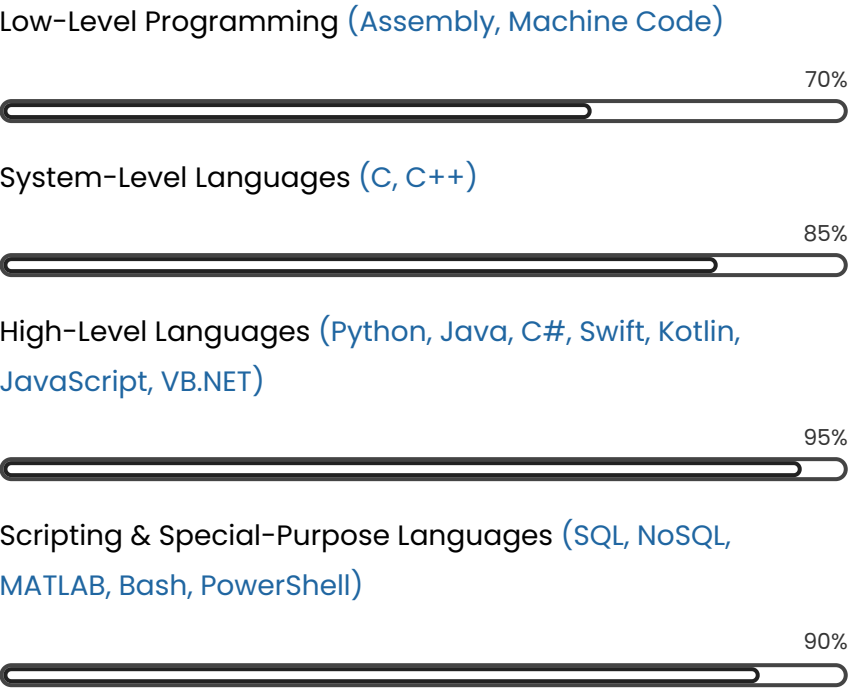 Low-Level Programming (Assembly, Machine Code)
70%
System-Level Languages (C, C++)
85%
High-Level Languages (Python, Java, C#, Swift, Kotlin,
JavaScript, VB.NET)
95%
Scripting & Special-Purpose Languages (SQL, NoSQL,
MATLAB, Bash, PowerShell)
90%